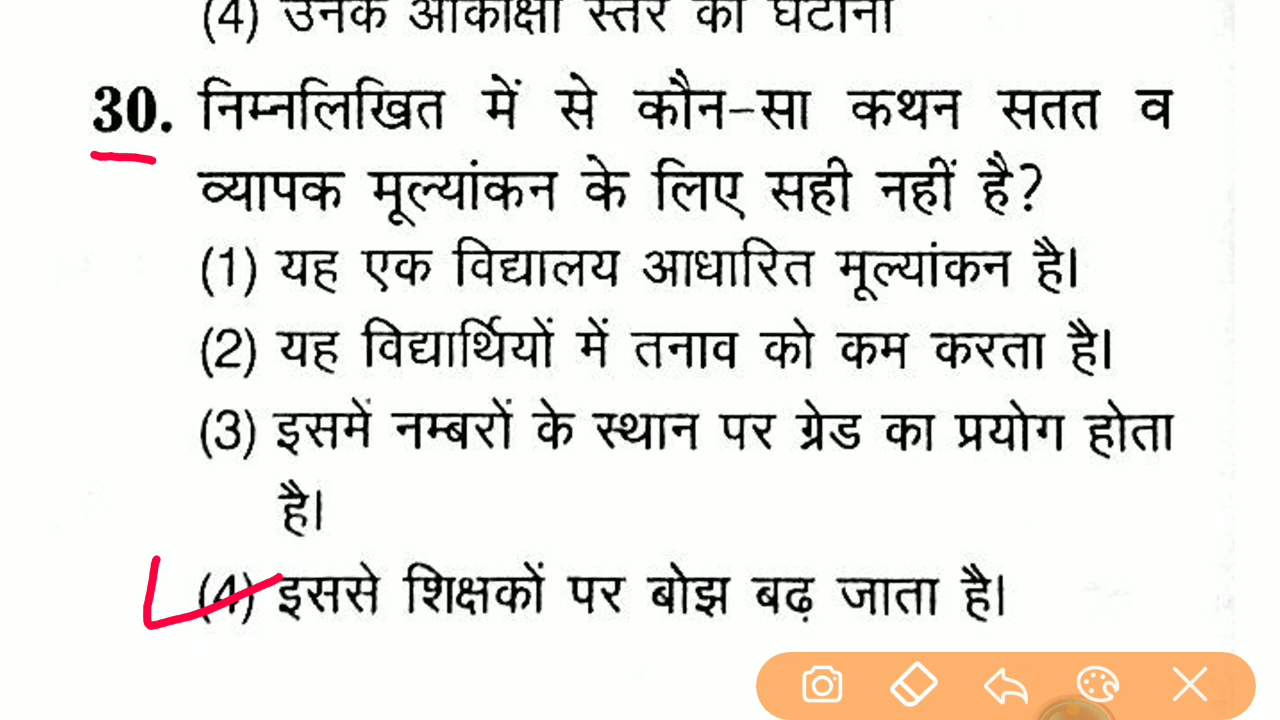 (4) उनके आकांक्षा स्तर को घटाना
30. निम्नलिखित में से कौन-सा कथन सतत व
व्यापक मूल्यांकन के लिए सही नहीं है?
(1) यह एक विद्यालय आधारित मूल्यांकन है।
(2) यह विद्यार्थियों में तनाव को कम करता है।
(3) इसमें नम्बरों के स्थान पर ग्रेड का प्रयोग होता
है।
(4) इससे शिक्षकों पर बोझ बढ़ जाता है।